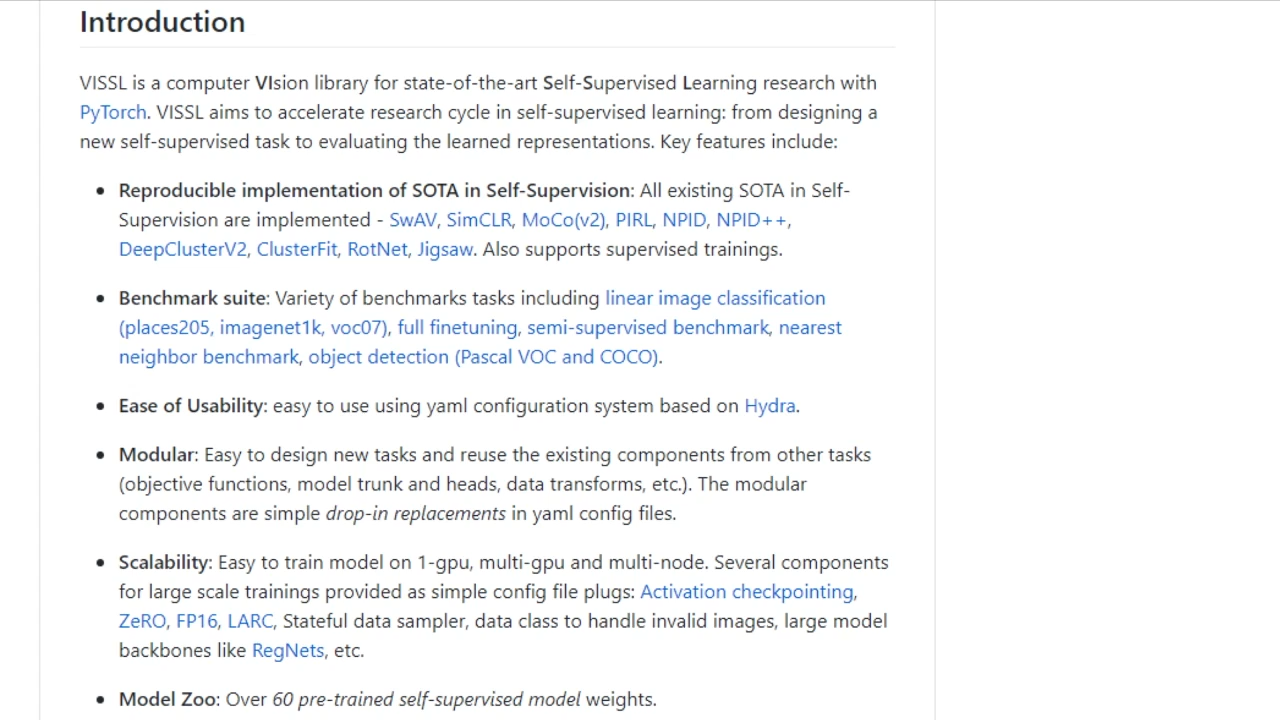 Introduction
VISSL is a computer VIsion library for state-of-the-art Self-Supervised Learning research with
PyTorch. VISSL aims to accelerate research cycle in self-supervised learning: from designing a
new self-supervised task to evaluating the learned representations. Key features include:
• Reproducible implementation of SOTA in Self-Supervision: All existing SOTA in Self-
Supervision are implemented - SwAV, SimCLR, MoCo(v2), PIRL, NPID, NPID++,
DeepClusterV2, ClusterFit, RotNet, Jigsaw. Also supports supervised trainings.
• Benchmark suite: Variety of benchmarks tasks including linear image classification
(places205, imagenet1k, voc07), full finetuning, semi-supervised benchmark, nearest
neighbor benchmark, object detection (Pascal VOC and COCO).
• Ease of Usability: easy to use using yaml configuration system based on Hydra.
• Modular: Easy to design new tasks and reuse the existing components from other tasks
(objective functions, model trunk and heads, data transforms, etc.). The modular
components are simple drop-in replacements in yaml config files.
• Scalability: Easy to train model on 1-gpu, multi-gpu and multi-node. Several components
for large scale trainings provided as simple config file plugs: Activation checkpointing,
ZeRO, FP16, LARC, Stateful data sampler, data class to handle invalid images, large model
backbones like RegNets, etc.
• Model Zoo: Over 60 pre-trained self-supervised model weights.